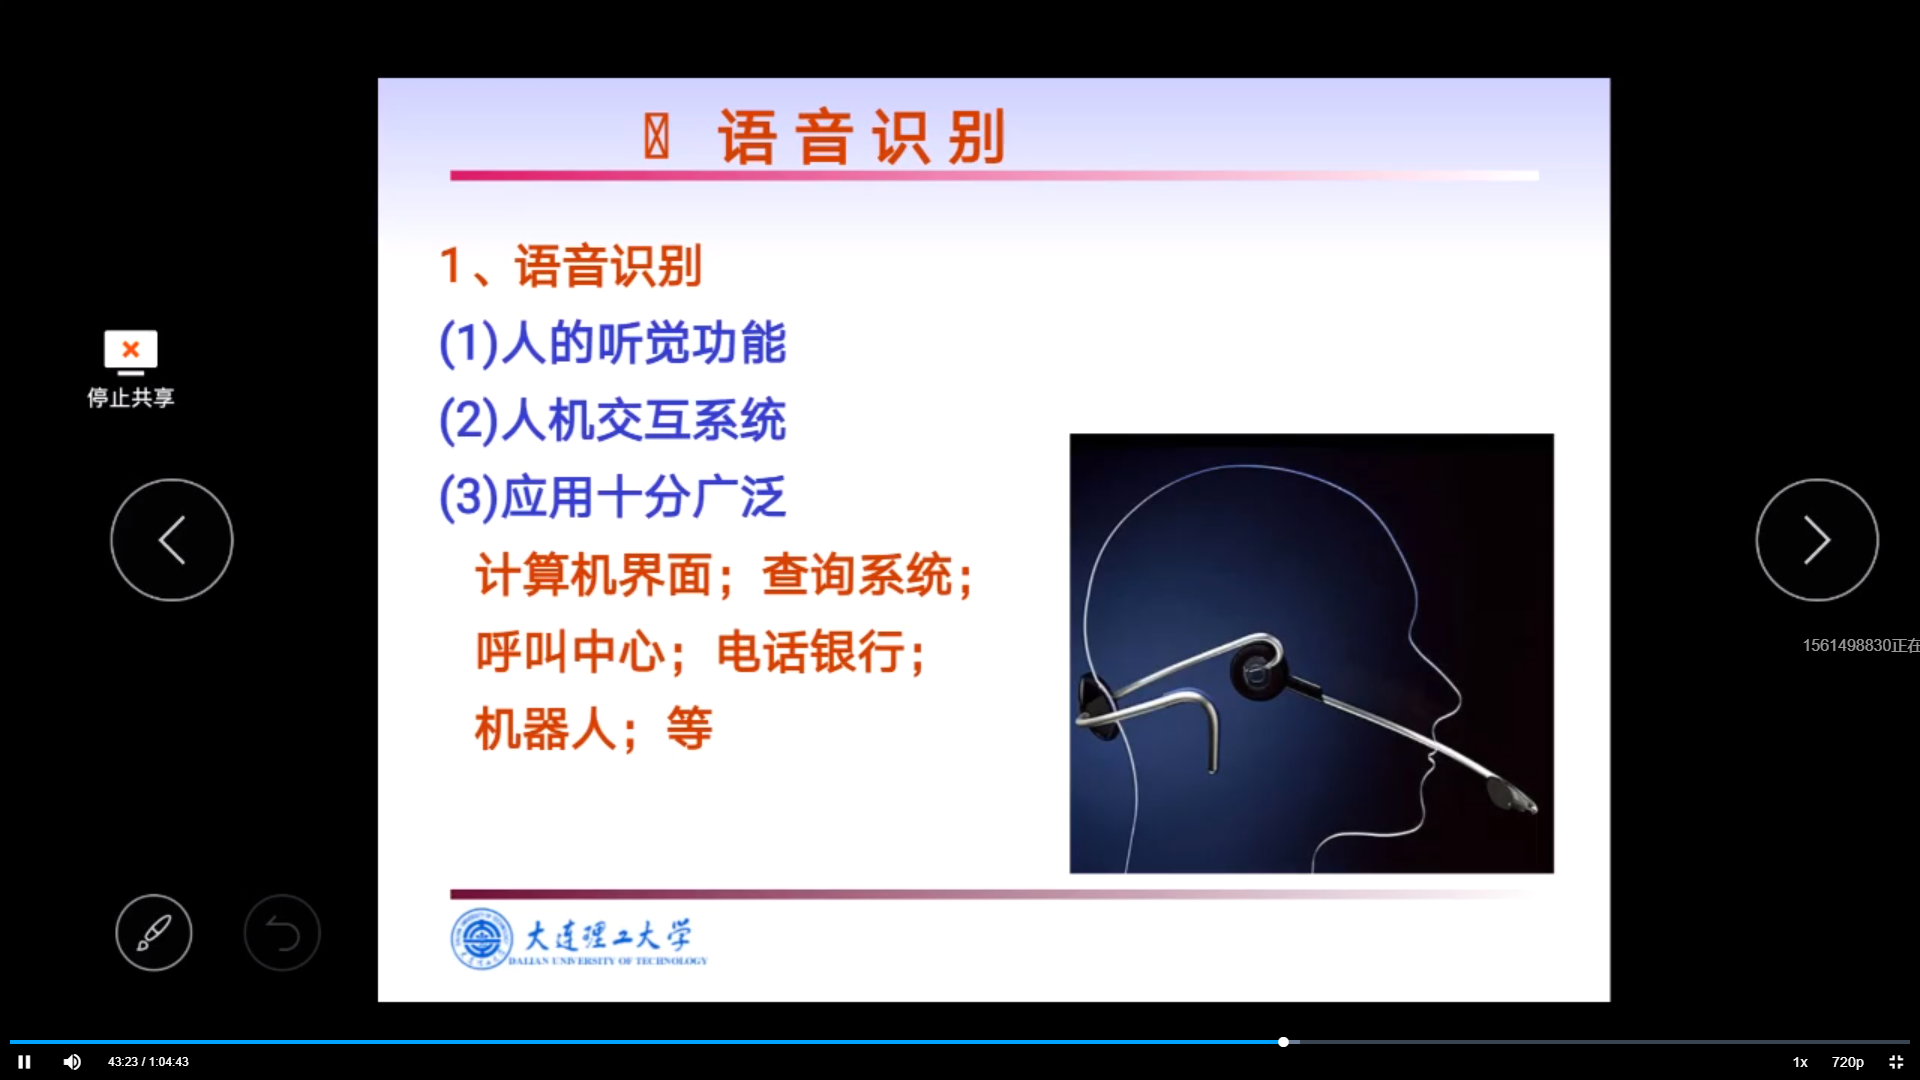 语音识别
1、语音识别
(1)人的听觉功能
(2)人机交互系统
(3)应用十分广泛
计算机界面；查询系统；
呼叫中心；电话银行；
机器人；等
停止共享
1561498830正在
大连理工大学
DALIAN UNIVERSITY OF TECHNOLOGY
43:23 / 1:04:43
1x
720p